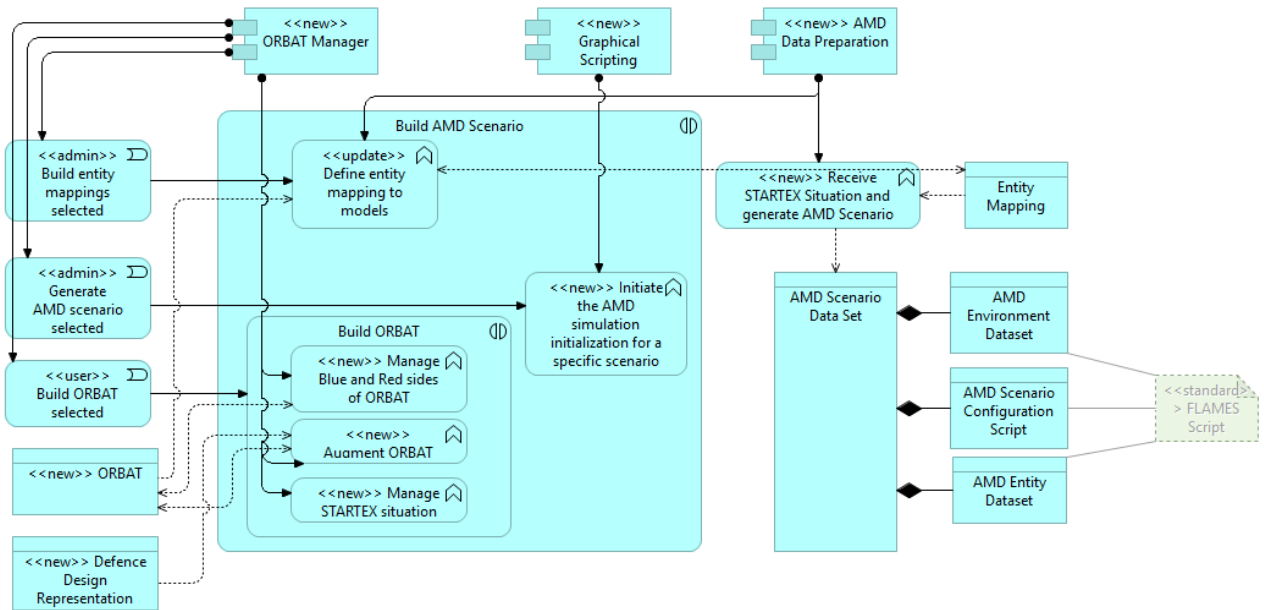 <<new>>
ORBAT Manager
<<new>>
Graphical
Scripting
<<new>> AMD
Data Preparation
Build AMD Scenario
<<admin>>
Build entity
mappings
selected
<<update>>
Define entity
mapping to
models
<<new>> Receive
STARTEX Situation and
generate AMD Scenario
Entity
Mapping
<<admin>>
Generate
AMD scenario
selected
<<new>> Initiate
the AMD
simulation
initialization for a
specific scenario
AMD Scenario
Data Set
AMD
Environment
Dataset
Build ORBAT
<<user>>
Build ORBAT
selected
<<new>> Manage
Blue and Red sides
of ORBAT
AMD Scenario
Configuration
Script
<<standard>
> FLAMES
Script
<<new>>
Augment ORBAT
<<new>> ORBAT
<<new>> Manage
STARTEX situation
AMD Entity
Dataset
<<new>> Defence
Design
Representation